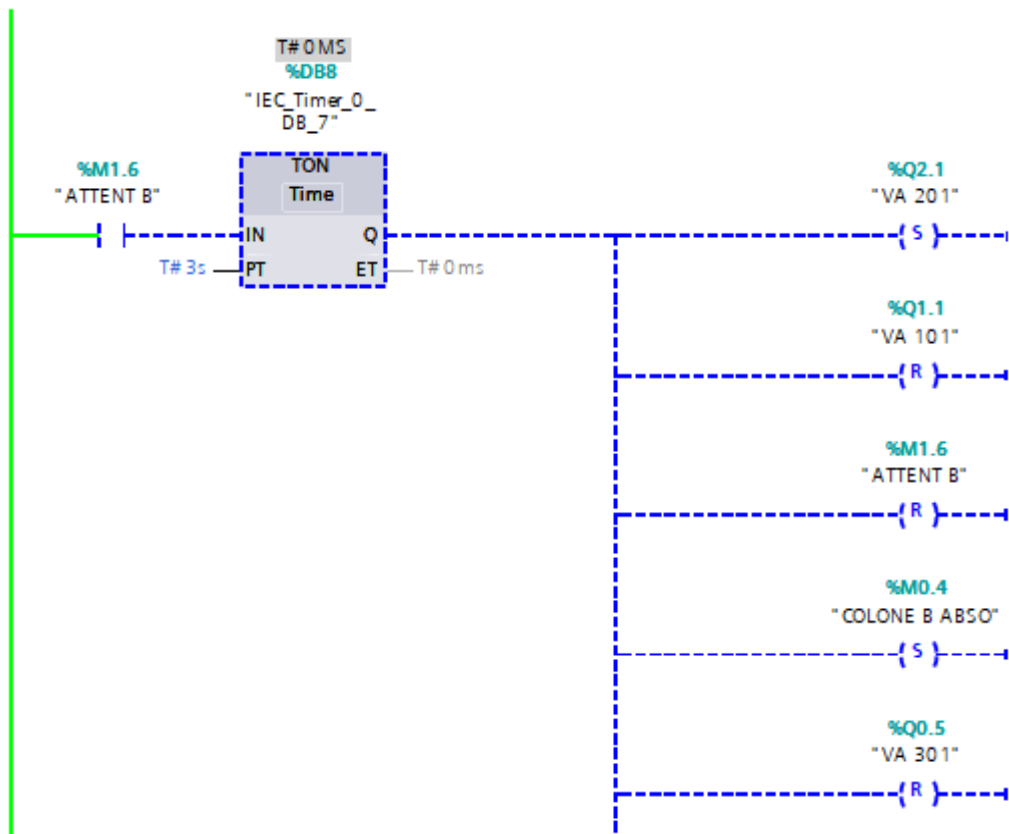 T#0MS
%DB8
"IEC_Timer_0_
DB_7"
%M1.6
"ATTENT B"
TON
Time
IN
Q
T#3s
PT
ET
T#0ms
%Q2.1
"VA 201"
S
%Q1.1
"VA 101"
R
%M1.6
"ATTENT B"
R
%M0.4
"COLONE B ABSO"
S
%Q0.5
"VA 301"
R